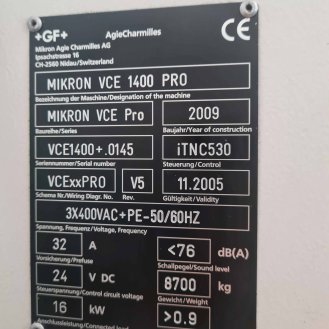 +GF+ AgieCharmilles CE
Mikron Agie Charmilles AG
Ipsachstrasse 16
CH-2560 Nidau/Switzerland
MIKRON VCE 1400 PRO
Bezeichnung der Maschine/Designation of the machine
MIKRON VCE Pro 2009
Baureihe/Series Baujahr/Year of construction
VCE1400+.0145 iTNC530
Seriennummer/Serial number Steuerung/Control
VCExxPRO V5 11.2005
Schema Nr./Wiring Diagr. No. Rev. Gültigkeit/Validity
3X400VAC+PE-50/60HZ
Spannung, Frequenz/Voltage, Frequency
32 A <76 dB(A)
Vorsicherung/Prefuse Schallpegel/Sound level
24 V DC 8700 kg
Steuerspannung/Control circuit voltage Gewicht/Weight
16 kW >0.9
Anschlussleistung/Connected load